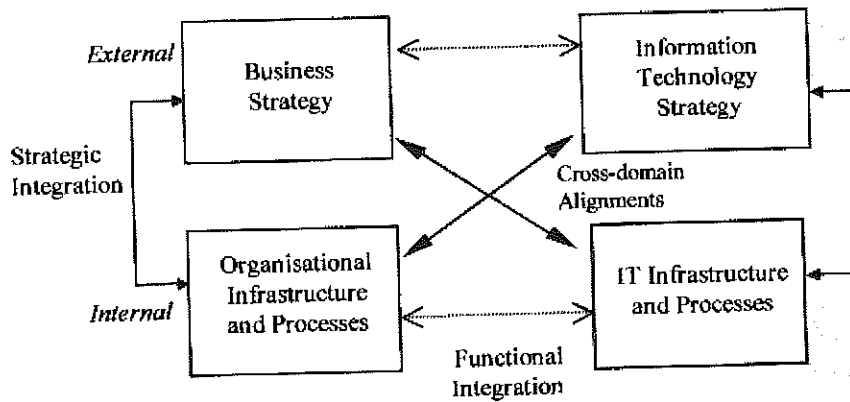 External
Business
Strategy
Information
Technology
Strategy
Strategic
Integration
Cross-domain
Alignments
Internal
Organisational
Infrastructure
and Processes
IT Infrastructure
and Processes
Functional
Integration